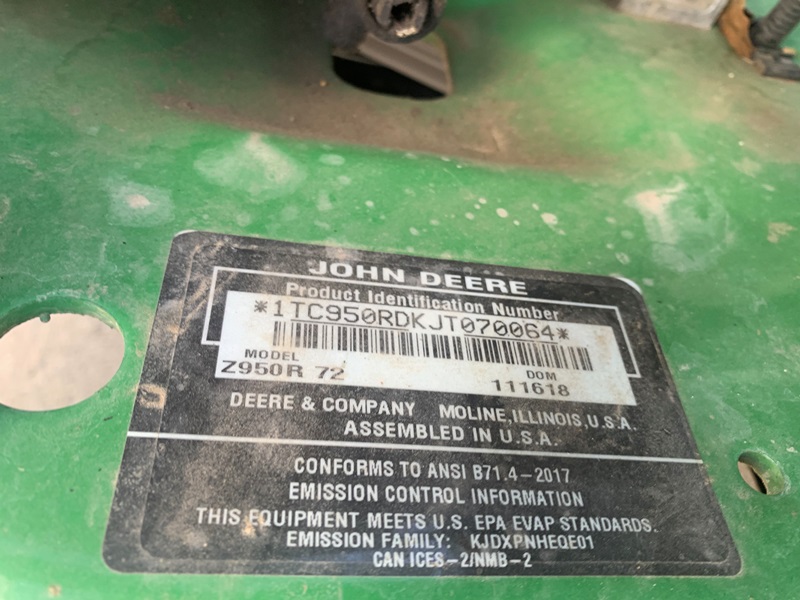 JOHN DEERE
Product Identification Number
*1TC950RDKJT070064*
MODEL DOM
Z950R 72 111618
DEERE & COMPANY MOLINE, ILLINOIS, U.S.A.
ASSEMBLED IN U.S.A.
CONFORMS TO ANSI B71.4-2017
EMISSION CONTROL INFORMATION
THIS EQUIPMENT MEETS U.S. EPA EVAP STANDARDS.
EMISSION FAMILY: KJDXPNHEQE01
CAN ICES-2/NMB-2